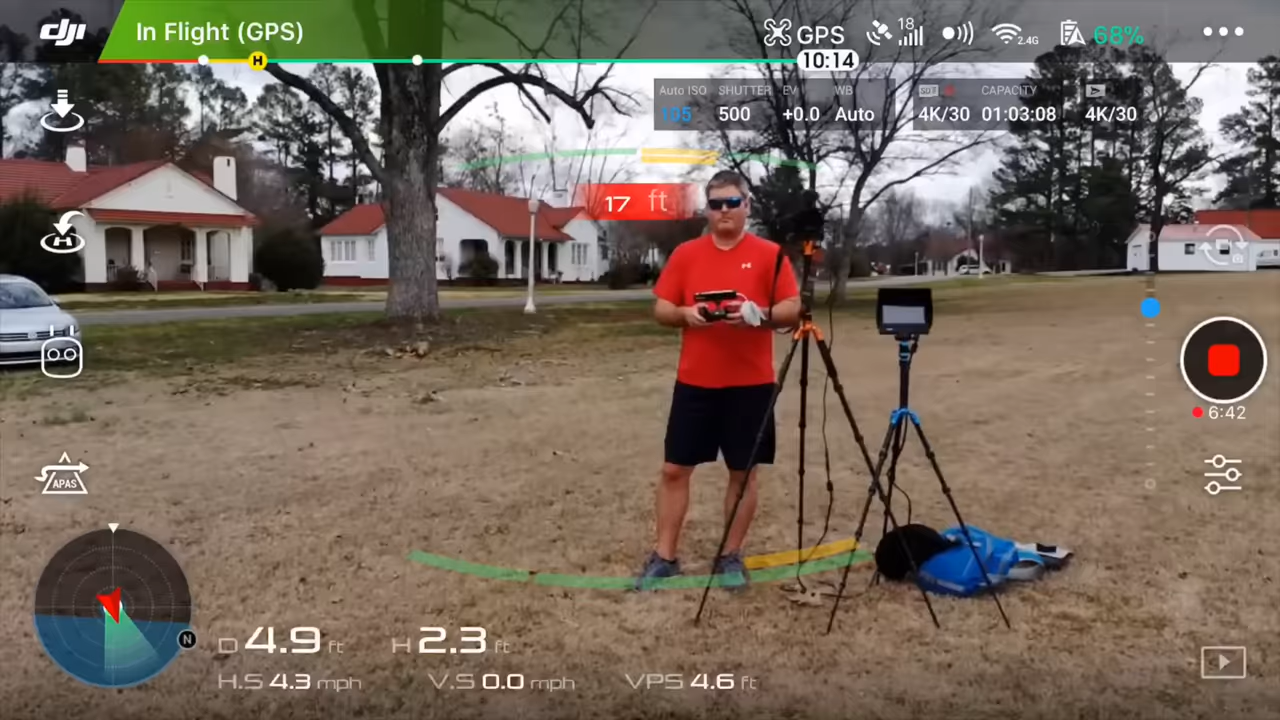 dji In Flight (GPS) GPS 18 2.4G 68%
H 10:14
Auto ISO SHUTTER EV WB CAPACITY
500 +0.0 Auto 4K/30 01:03:08 4K/30
17 ft
H
6:42
APAS
N
D 4.9 ft H 2.3 ft
H.S 4.3 mph V.S 0.0 mph VPS 4.6 ft